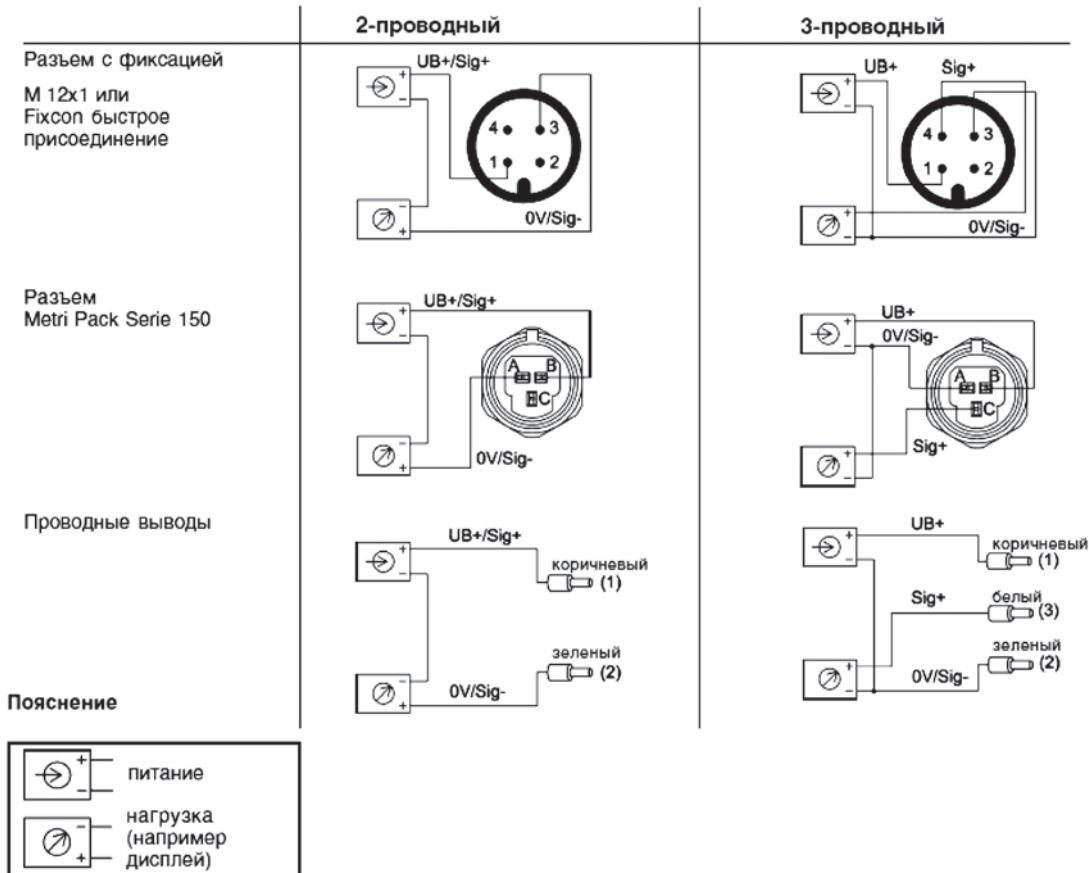 2-проводный
3-проводный
Разъем с фиксацией
М 12х1 или
Fixcon быстрое
присоединение
UB+/Sig+
4
3
1
2
0V/Sig-
UB+
Sig+
4
3
1
2
0V/Sig-
Разъем
Metri Pack Serie 150
UB+/Sig+
A
B
C
0V/Sig-
UB+
0V/Sig-
A
B
C
Sig+
Проводные выводы
UB+/Sig+
коричневый
(1)
зеленый
(2)
0V/Sig-
UB+
коричневый
(1)
Sig+
белый
(3)
зеленый
(2)
0V/Sig-
Пояснение
питание
нагрузка
(например
дисплей)